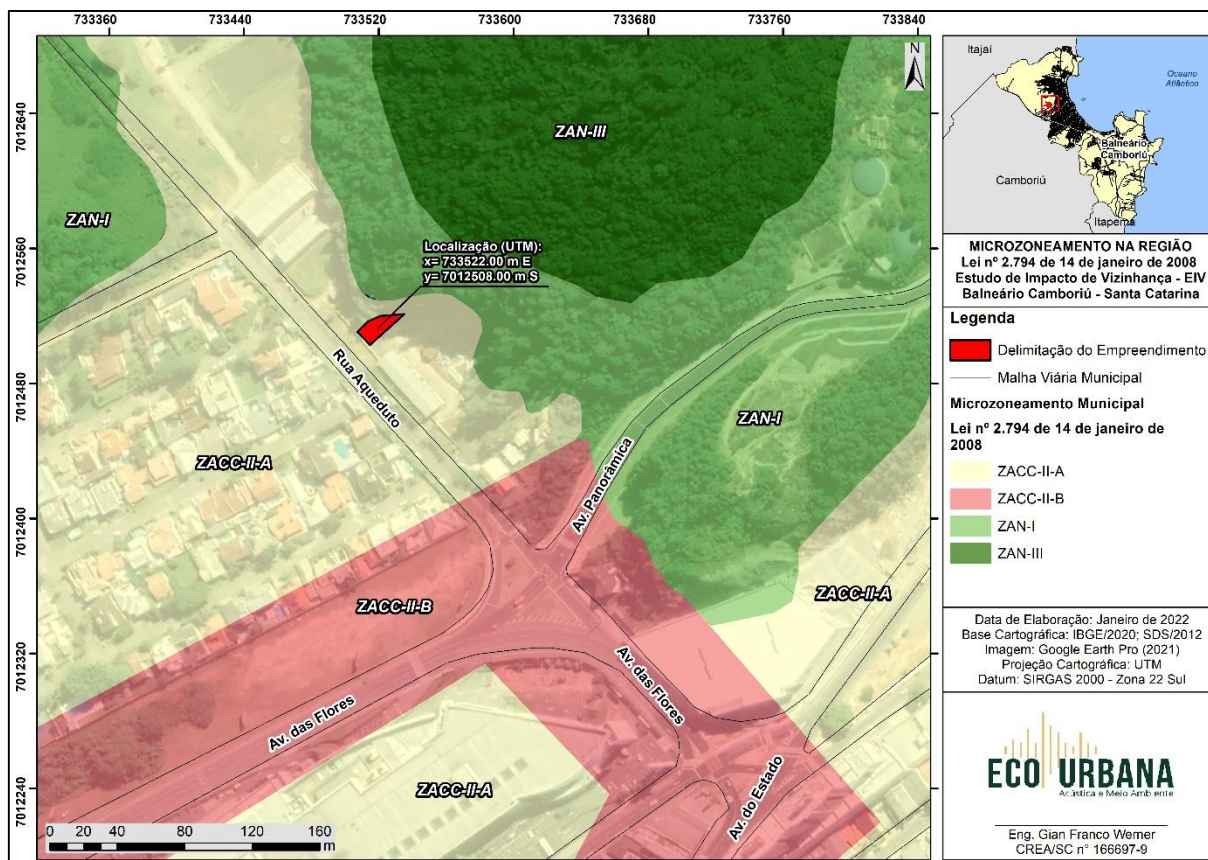 733360 733440 733520 733600 733680 733760 733840
7012640
7012560
7012480
7012400
7012320
7012240
N
ZAN-III
ZAN-I
Localização (UTM):
x= 733522.00 m E
y= 7012508.00 m S
Rua Aqueduto
ZACC-II-A
Av. Panorâmica
ZAN-I
ZACC-II-B
ZACC-II-A
Av. das Flores
Av. das Flores
ZACC-II-A
Av. do Estado
0 10 20 40 60 80 120 160
m
Itajaí
Oceano
Atlântico
Balneário
Camboriú
Camboriú
Itapema
MICROZONEAMENTO NA REGIÃO
Lei nº 2.794 de 14 de janeiro de 2008
Estudo de Impacto de Vizinhança - EIV
Balneário Camboriú - Santa Catarina
Legenda
Delimitação do Empreendimento
Malha Viária Municipal
Microzoneamento Municipal
Lei nº 2.794 de 14 de janeiro de
2008
ZACC-II-A
ZACC-II-B
ZAN-I
ZAN-III
Data de Elaboração: Janeiro de 2022
Base Cartográfica: IBGE/2020; SDS/2012
Imagem: Google Earth Pro (2021)
Projeção Cartográfica: UTM
Datum: SIRGAS 2000 - Zona 22 Sul
ECO URBANA
Acústica e Meio Ambiente
Eng. Gian Franco Werner
CREA/SC n° 166697-9